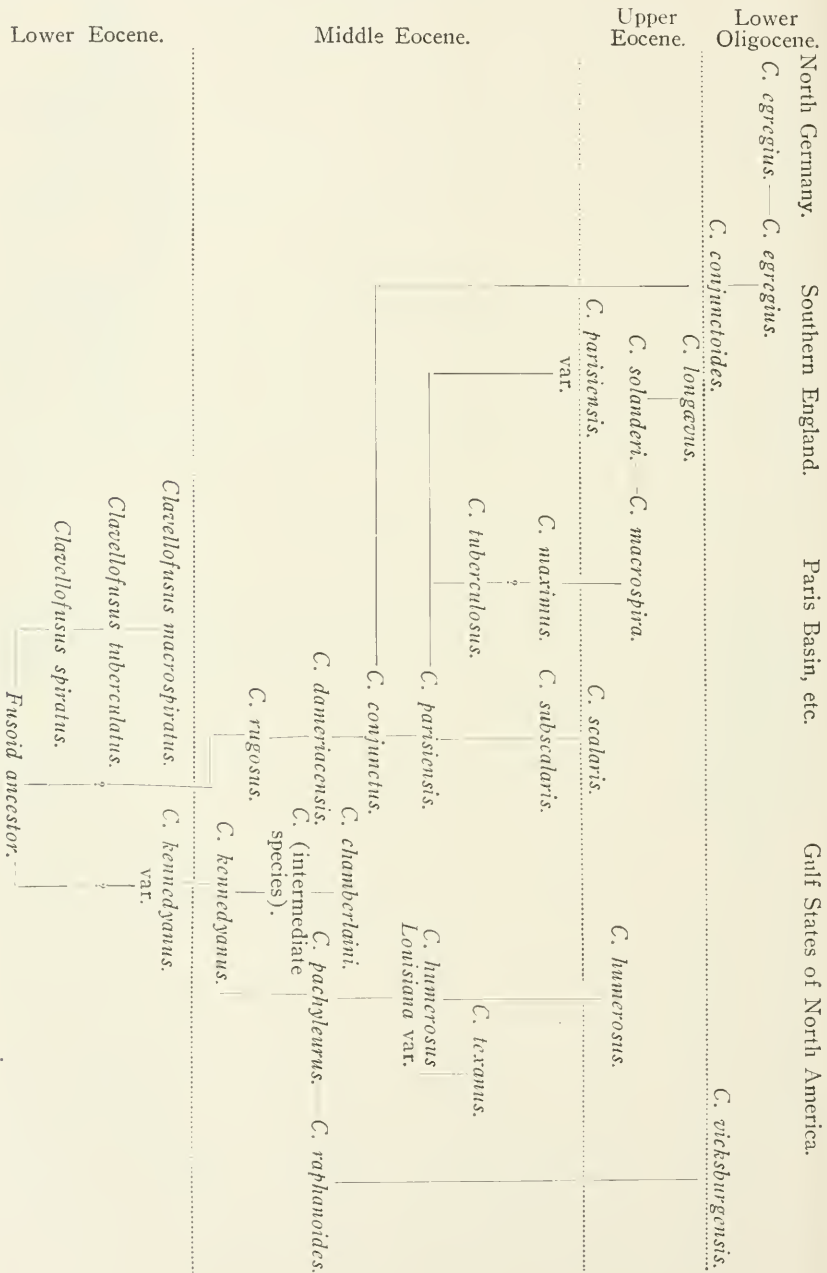 North Germany.
Southern England.
Paris Basin, etc.
Gulf States of North America.
Lower
Oligocene.
C. egregius. — C. egregius.
C. conjunctoides.
C. vicksburgensis.
Upper
Eocene.
C. longævus.
C. solanderi. - C. macrospira.
C. humerosus.
C. parisiensis.
var.
C. scalaris.
Middle Eocene.
C. maximus.
C. subscalaris.
?
C. tuberculosus.
C. texanus.
C. parisiensis.
C. humerosus
Louisiana var.
C. conjunctus.
C. chamberlaini.
C. dameriacensis.
C. (intermediate
species).
C. pachyleurus. — C. raphanoides.
C. rugosus.
C. kennedyanus.
Lower Eocene.
Clavellofusus macrospiratus.
C. kennedyanus.
var.
Clavellofusus tuberculatus.
?
?
Clavellofusus spiratus.
Fusoid ancestor.